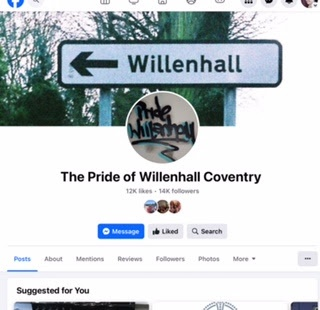 Willenhall
Pride
Willenhall
The Pride of Willenhall Coventry
12K likes • 14K followers
Message
Liked
Search
Posts
About
Mentions
Reviews
Followers
Photos
More
Suggested for You